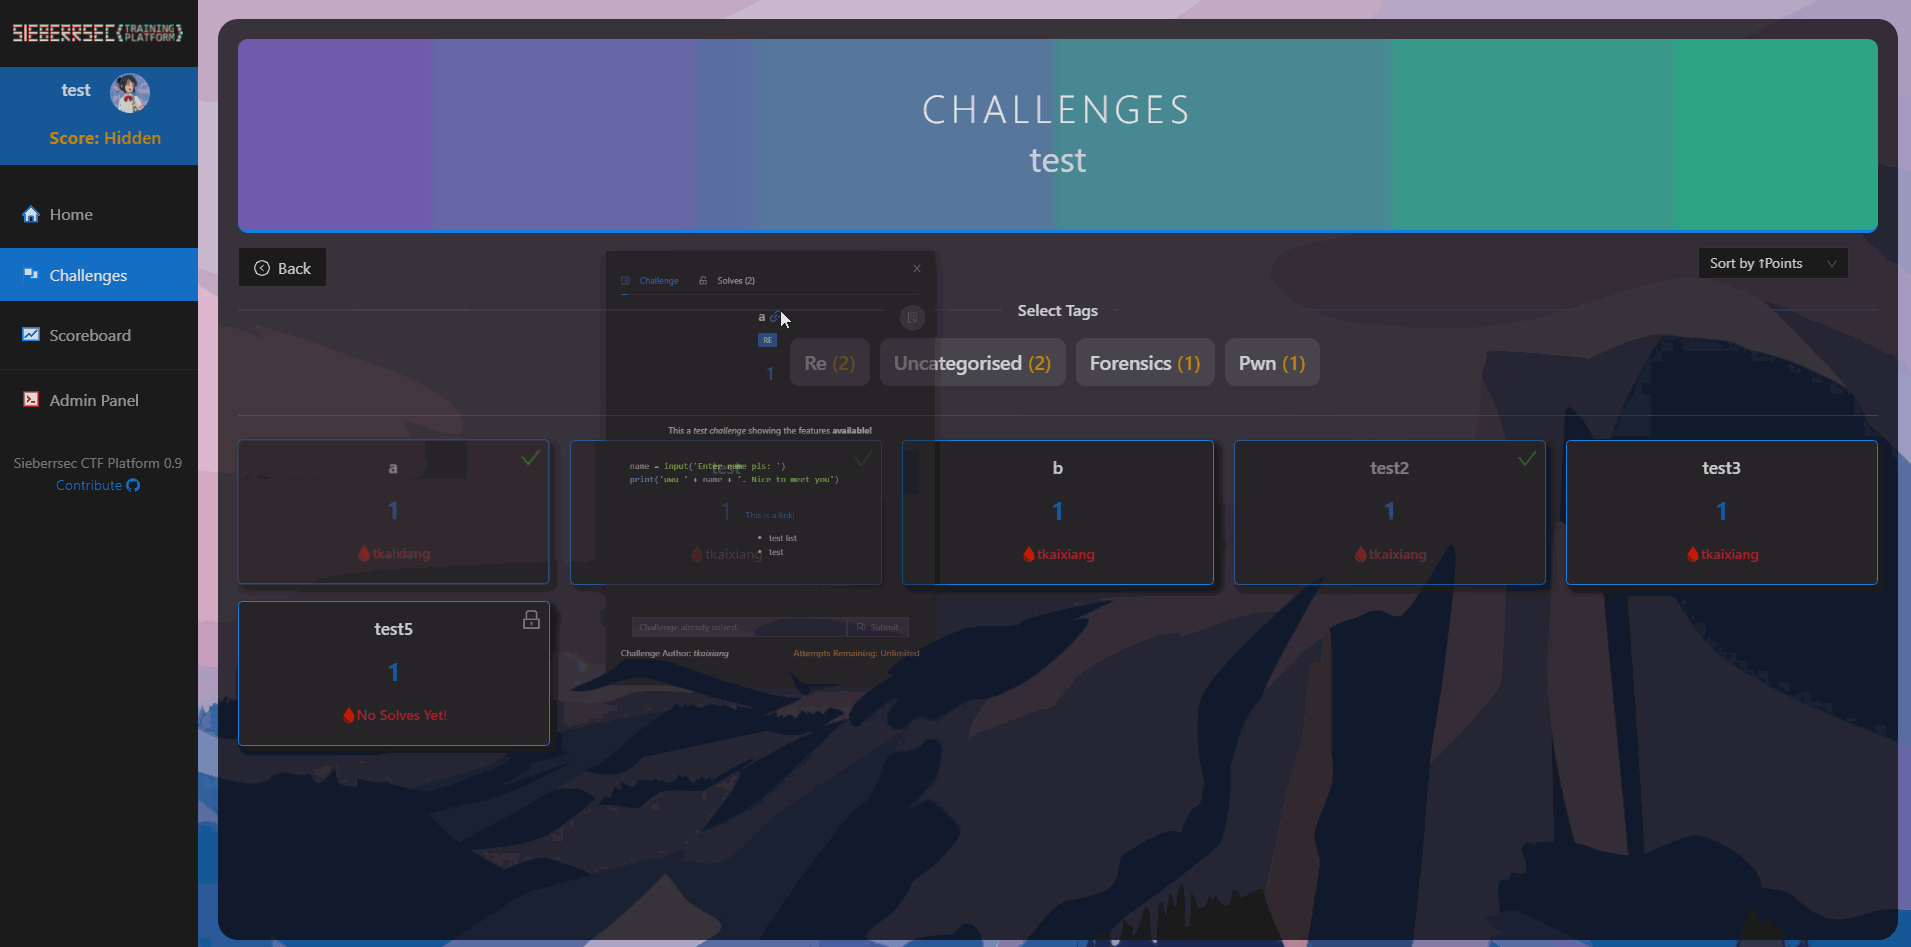 SIEBERRSEC{TRAINING PLATFORM}
test
Score: Hidden
Home
Challenges
Scoreboard
Admin Panel
Sieberrsec CTF Platform 0.9
Contribute
CHALLENGES
test
Back
Sort by ↑Points
Select Tags
Re (2)
Uncategorised (2)
Forensics (1)
Pwn (1)
Challenge
Solves (2)
a
RE
1
This a test challenge showing the features available!
name = input('Enter name pls: ')
print('uwu ' + name + '. Nice to meet you')
This is a link!
• test list
• test
Challenge already solved.
Submit
Challenge Author: tkaixiang
Attempts Remaining: Unlimited
a
1
tkaixiang
test
1
tkaixiang
b
1
tkaixiang
test2
1
tkaixiang
test3
1
tkaixiang
test5
1
No Solves Yet!